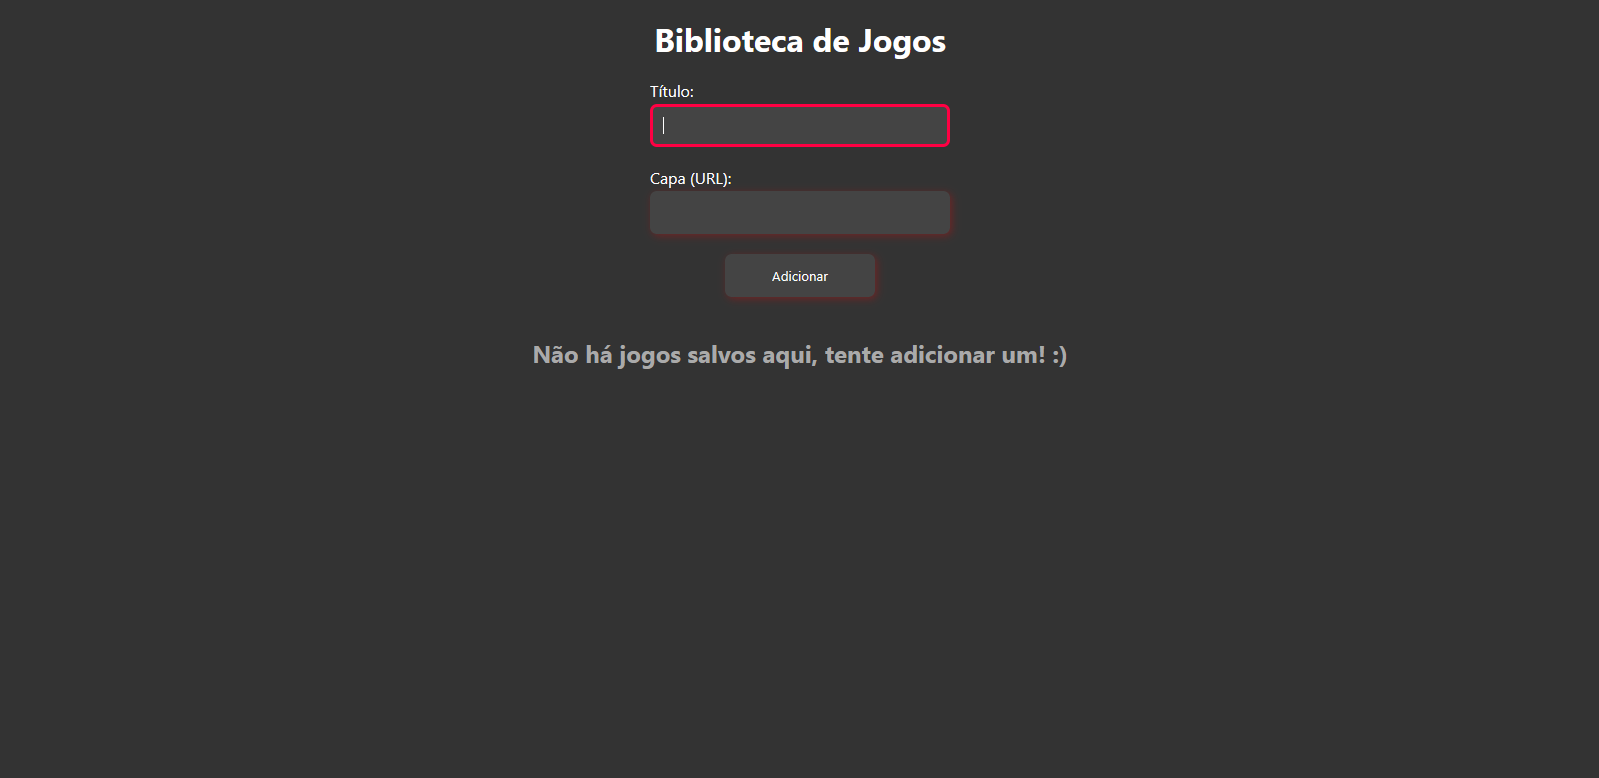 Biblioteca de Jogos
Título:
Capa (URL):
Adicionar
Não há jogos salvos aqui, tente adicionar um! :)